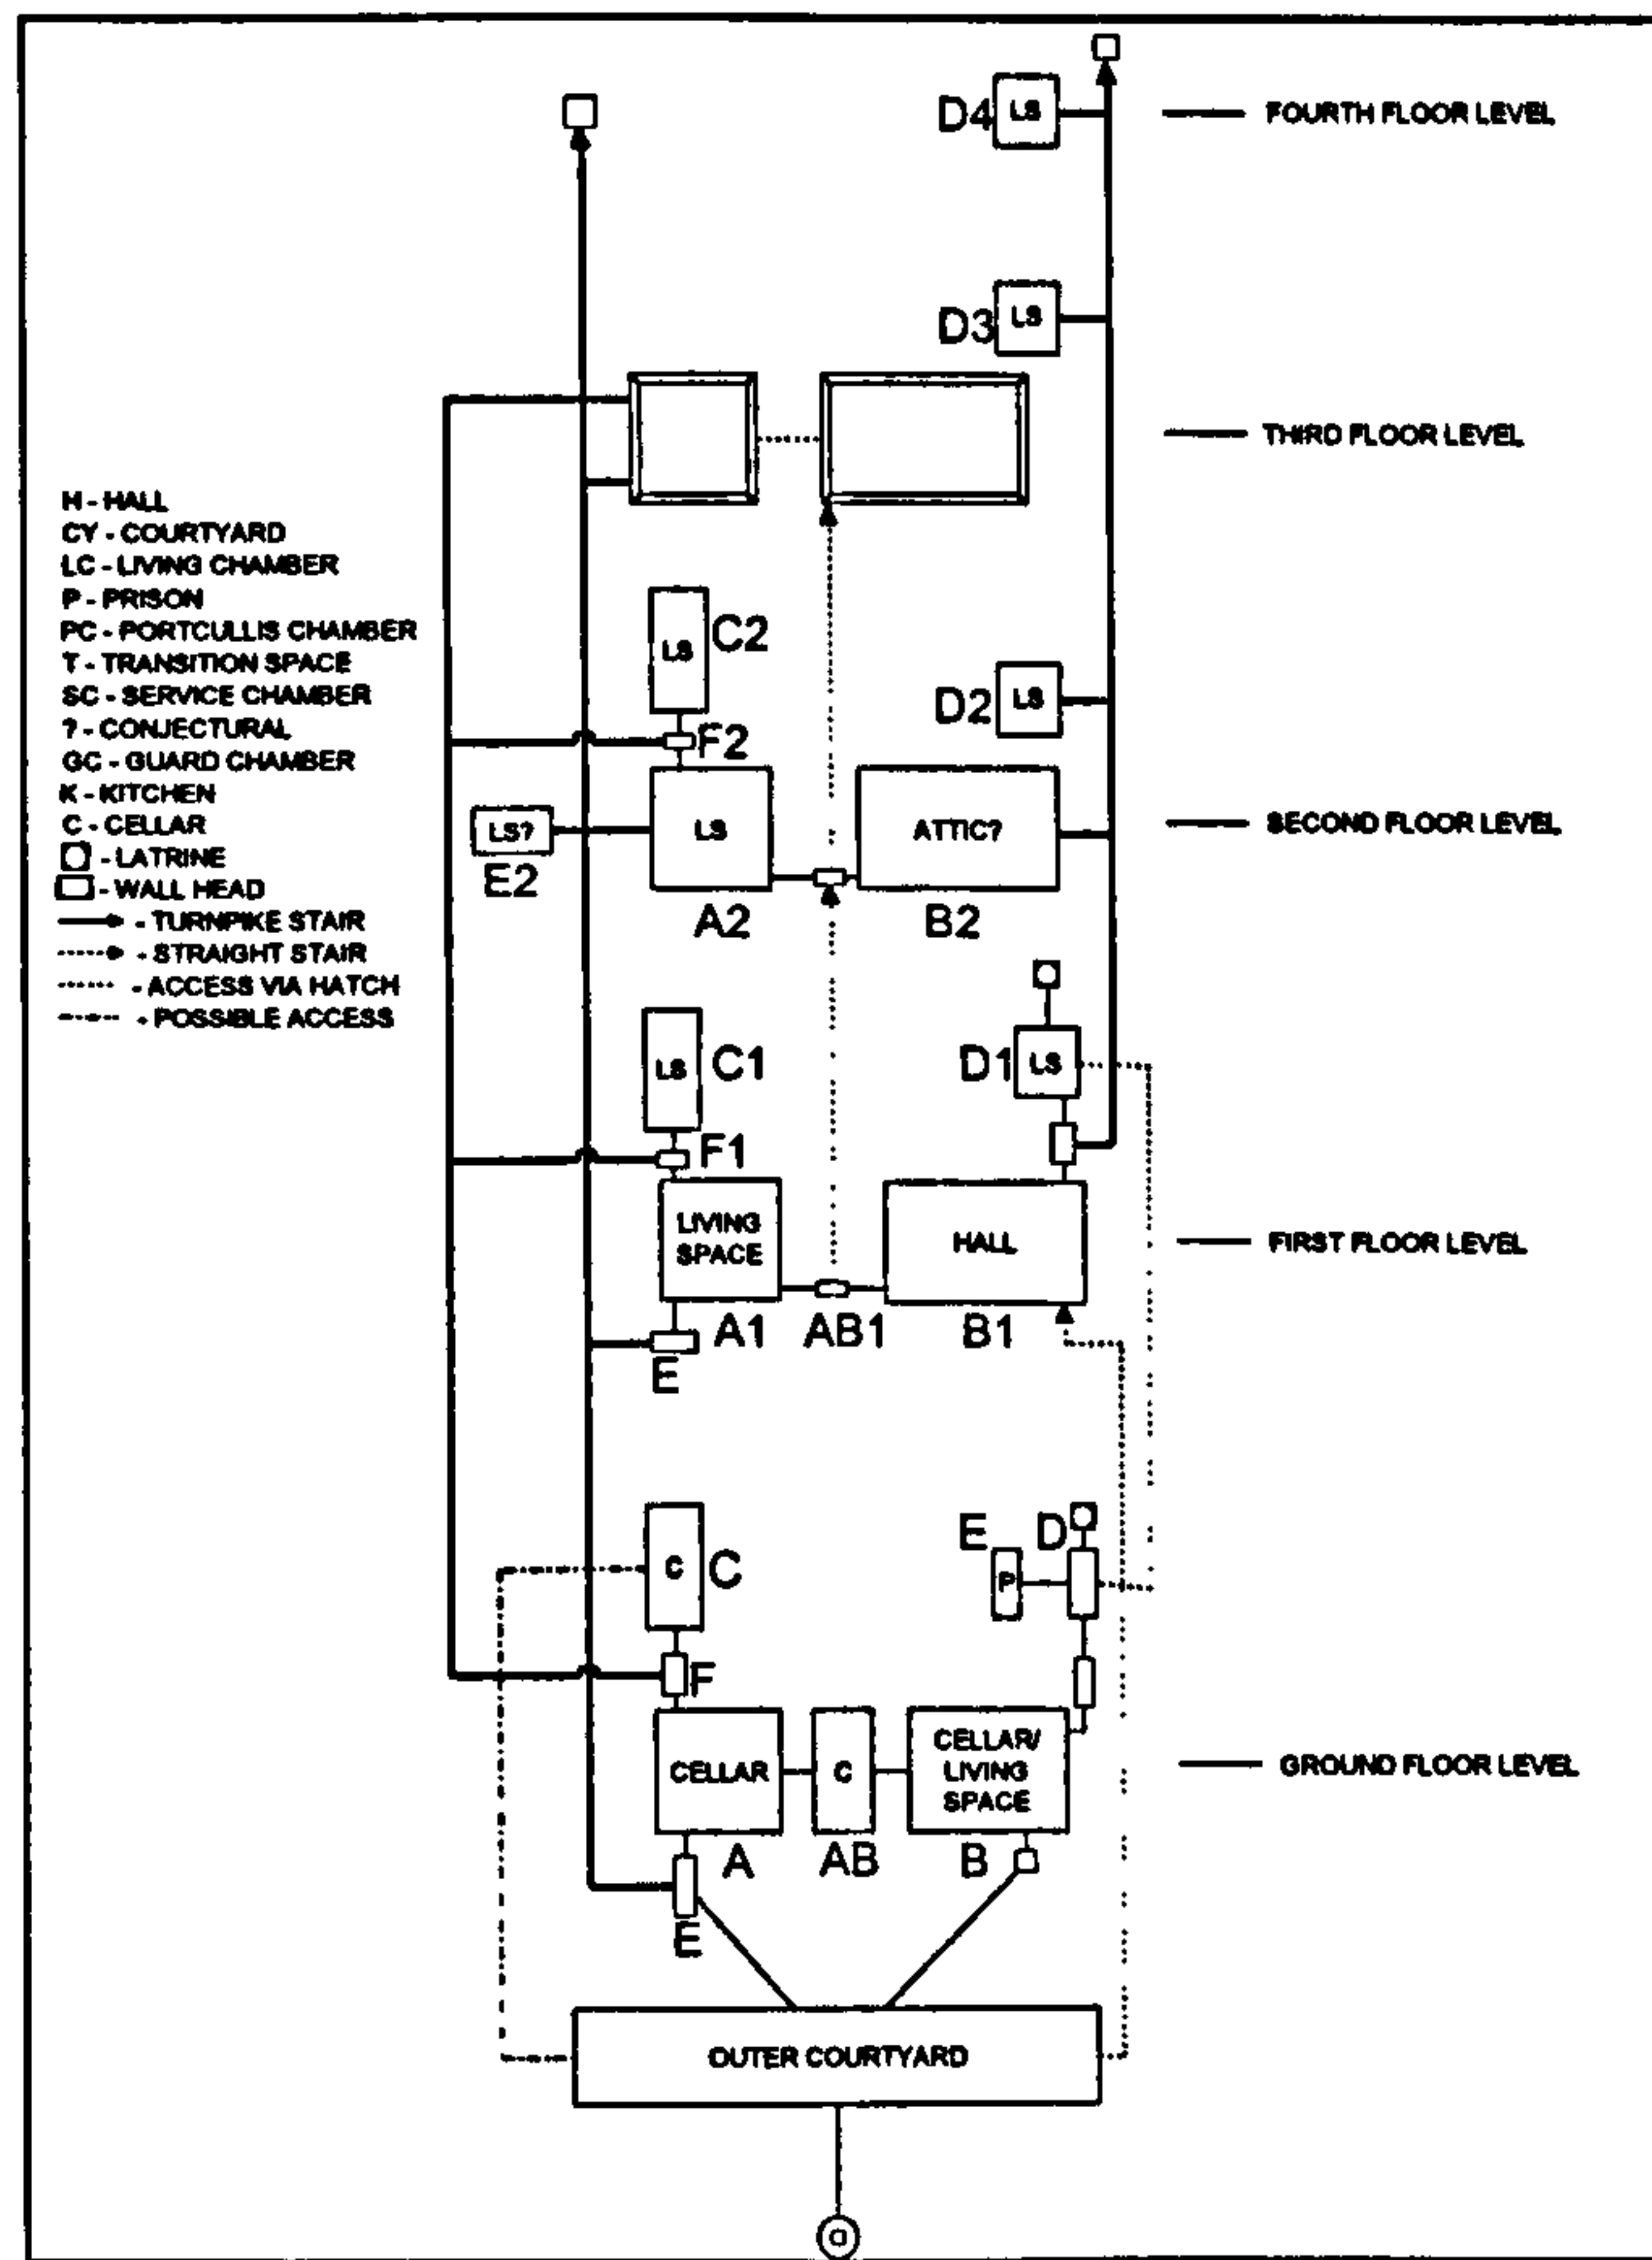 D4
LS
FOURTH FLOOR LEVEL
D3
LS
THIRD FLOOR LEVEL
H - HALL
CY - COURTYARD
LC - LIVING CHAMBER
P - PRISON
PC - PORTCULLIS CHAMBER
T - TRANSITION SPACE
SC - SERVICE CHAMBER
? - CONJECTURAL
GC - GUARD CHAMBER
K - KITCHEN
C - CELLAR
- LATRINE
- WALL HEAD
- TURNPIKE STAIR
- STRAIGHT STAIR
- ACCESS VIA HATCH
- POSSIBLE ACCESS
LS
C2
D2
LS
F2
LS?
E2
LS
A2
ATTIC?
B2
SECOND FLOOR LEVEL
LS
C1
D1
LS
F1
LIVING
SPACE
A1
AB1
HALL
B1
FIRST FLOOR LEVEL
E
C
C
E
D
P
F
CELLAR
A
C
AB
CELLAR/
LIVING
SPACE
B
GROUND FLOOR LEVEL
E
OUTER COURTYARD